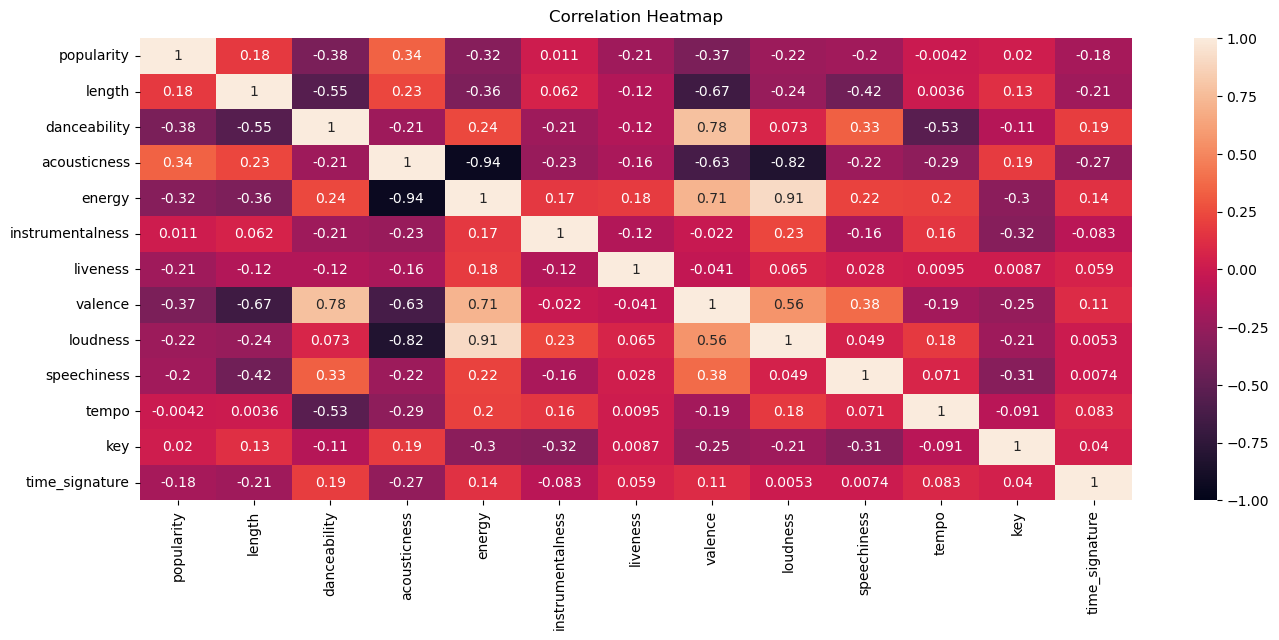 Correlation Heatmap
popularity 1 0.18 -0.38 0.34 -0.32 0.011 -0.21 -0.37 -0.22 -0.2 -0.0042 0.02 -0.18
length 0.18 1 -0.55 0.23 -0.36 0.062 -0.12 -0.67 -0.24 -0.42 0.0036 0.13 -0.21
danceability -0.38 -0.55 1 -0.21 0.24 -0.21 -0.12 0.78 0.073 0.33 -0.53 -0.11 0.19
acousticness 0.34 0.23 -0.21 1 -0.94 -0.23 -0.16 -0.63 -0.82 -0.22 -0.29 0.19 -0.27
energy -0.32 -0.36 0.24 -0.94 1 0.17 0.18 0.71 0.91 0.22 0.2 -0.3 0.14
instrumentalness 0.011 0.062 -0.21 -0.23 0.17 1 -0.12 -0.022 0.23 -0.16 0.16 -0.32 -0.083
liveness -0.21 -0.12 -0.12 -0.16 0.18 -0.12 1 -0.041 0.065 0.028 0.0095 0.0087 0.059
valence -0.37 -0.67 0.78 -0.63 0.71 -0.022 -0.041 1 0.56 0.38 -0.19 -0.25 0.11
loudness -0.22 -0.24 0.073 -0.82 0.91 0.23 0.065 0.56 1 0.049 0.18 -0.21 0.0053
speechiness -0.2 -0.42 0.33 -0.22 0.22 -0.16 0.028 0.38 0.049 1 0.071 -0.31 0.0074
tempo -0.0042 0.0036 -0.53 -0.29 0.2 0.16 0.0095 -0.19 0.18 0.071 1 -0.091 0.083
key 0.02 0.13 -0.11 0.19 -0.3 -0.32 0.0087 -0.25 -0.21 -0.31 -0.091 1 0.04
time_signature -0.18 -0.21 0.19 -0.27 0.14 -0.083 0.059 0.11 0.0053 0.0074 0.083 0.04 1
popularity length danceability acousticness energy instrumentalness liveness valence loudness speechiness tempo key time_signature
1.00
0.75
0.50
0.25
0.00
−0.25
−0.50
−0.75
−1.00